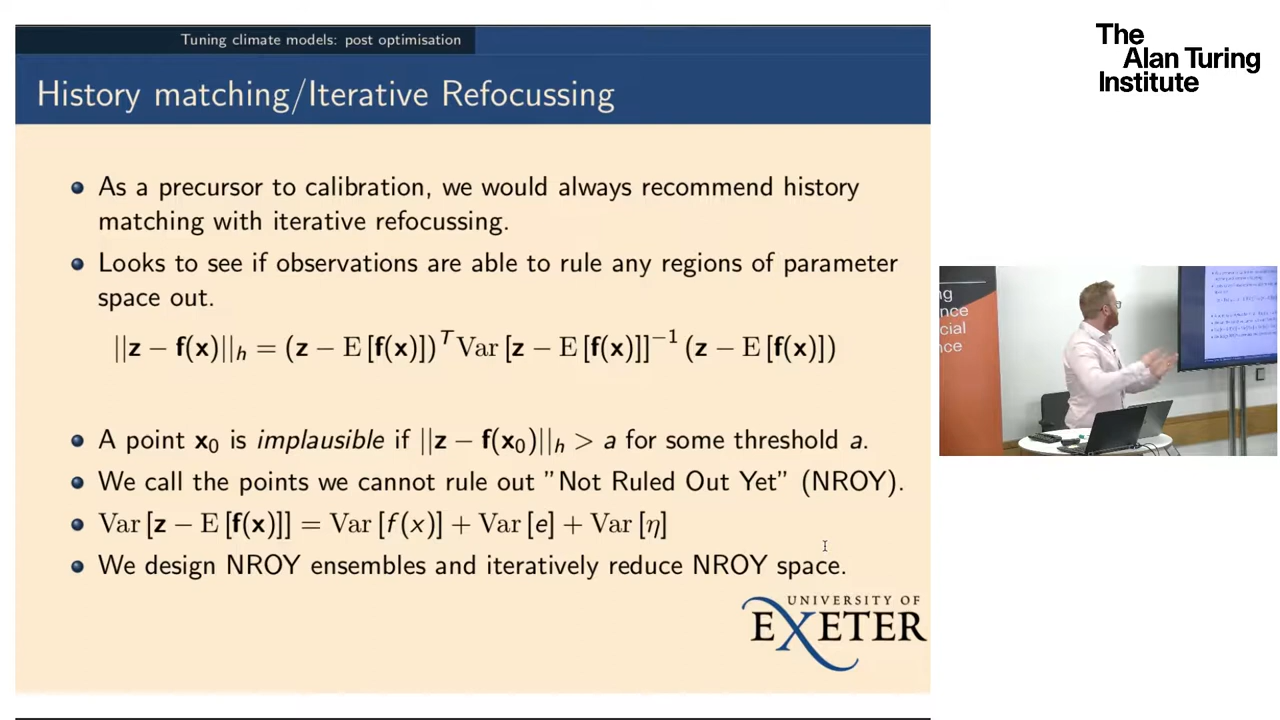 Tuning climate models: post optimisation
History matching/Iterative Refocussing
As a precursor to calibration, we would always recommend history
matching with iterative refocussing.
Looks to see if observations are able to rule any regions of parameter
space out.
||z − f(x)||ₕ = (z − E [f(x)])ᵀ Var [z − E [f(x)]]⁻¹ (z − E [f(x)])
A point x₀ is implausible if ||z − f(x₀)||ₕ > a for some threshold a.
We call the points we cannot rule out ”Not Ruled Out Yet” (NROY).
Var [z − E [f(x)]] = Var [f(x)] + Var [e] + Var [η]
We design NROY ensembles and iteratively reduce NROY space.
UNIVERSITY OF
EXETER
The
Alan Turing
Institute